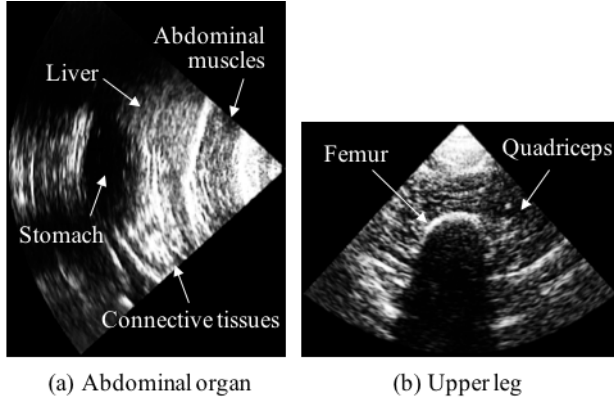 Abdominal
muscles
Liver
Stomach
Connective tissues
(a) Abdominal organ
Femur
Quadriceps
(b) Upper leg